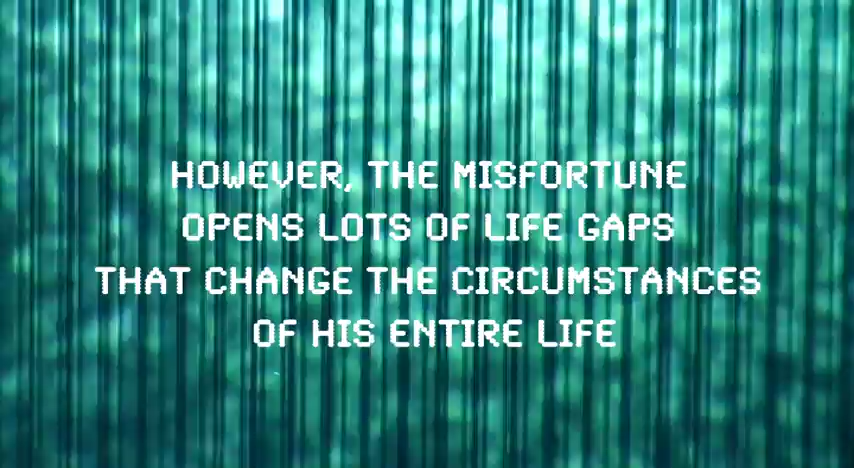 HOWEVER, THE MISFORTUNE
OPENS LOTS OF LIFE GAPS
THAT CHANGE THE CIRCUMSTANCES
OF HIS ENTIRE LIFE